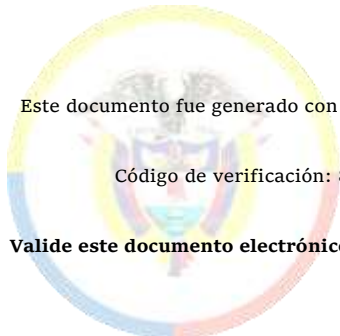 Este documento fue generado con
Código de verificación:
Valide este documento electrónico